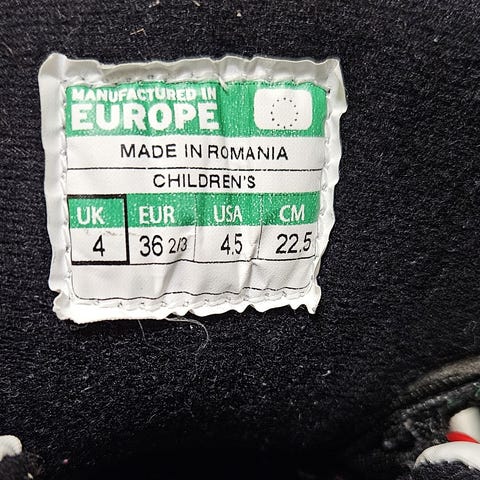 MANUFACTURED IN
EUROPE
MADE IN ROMANIA
CHILDREN'S
UK EUR USA CM
4 36 2/3 4.5 22.5